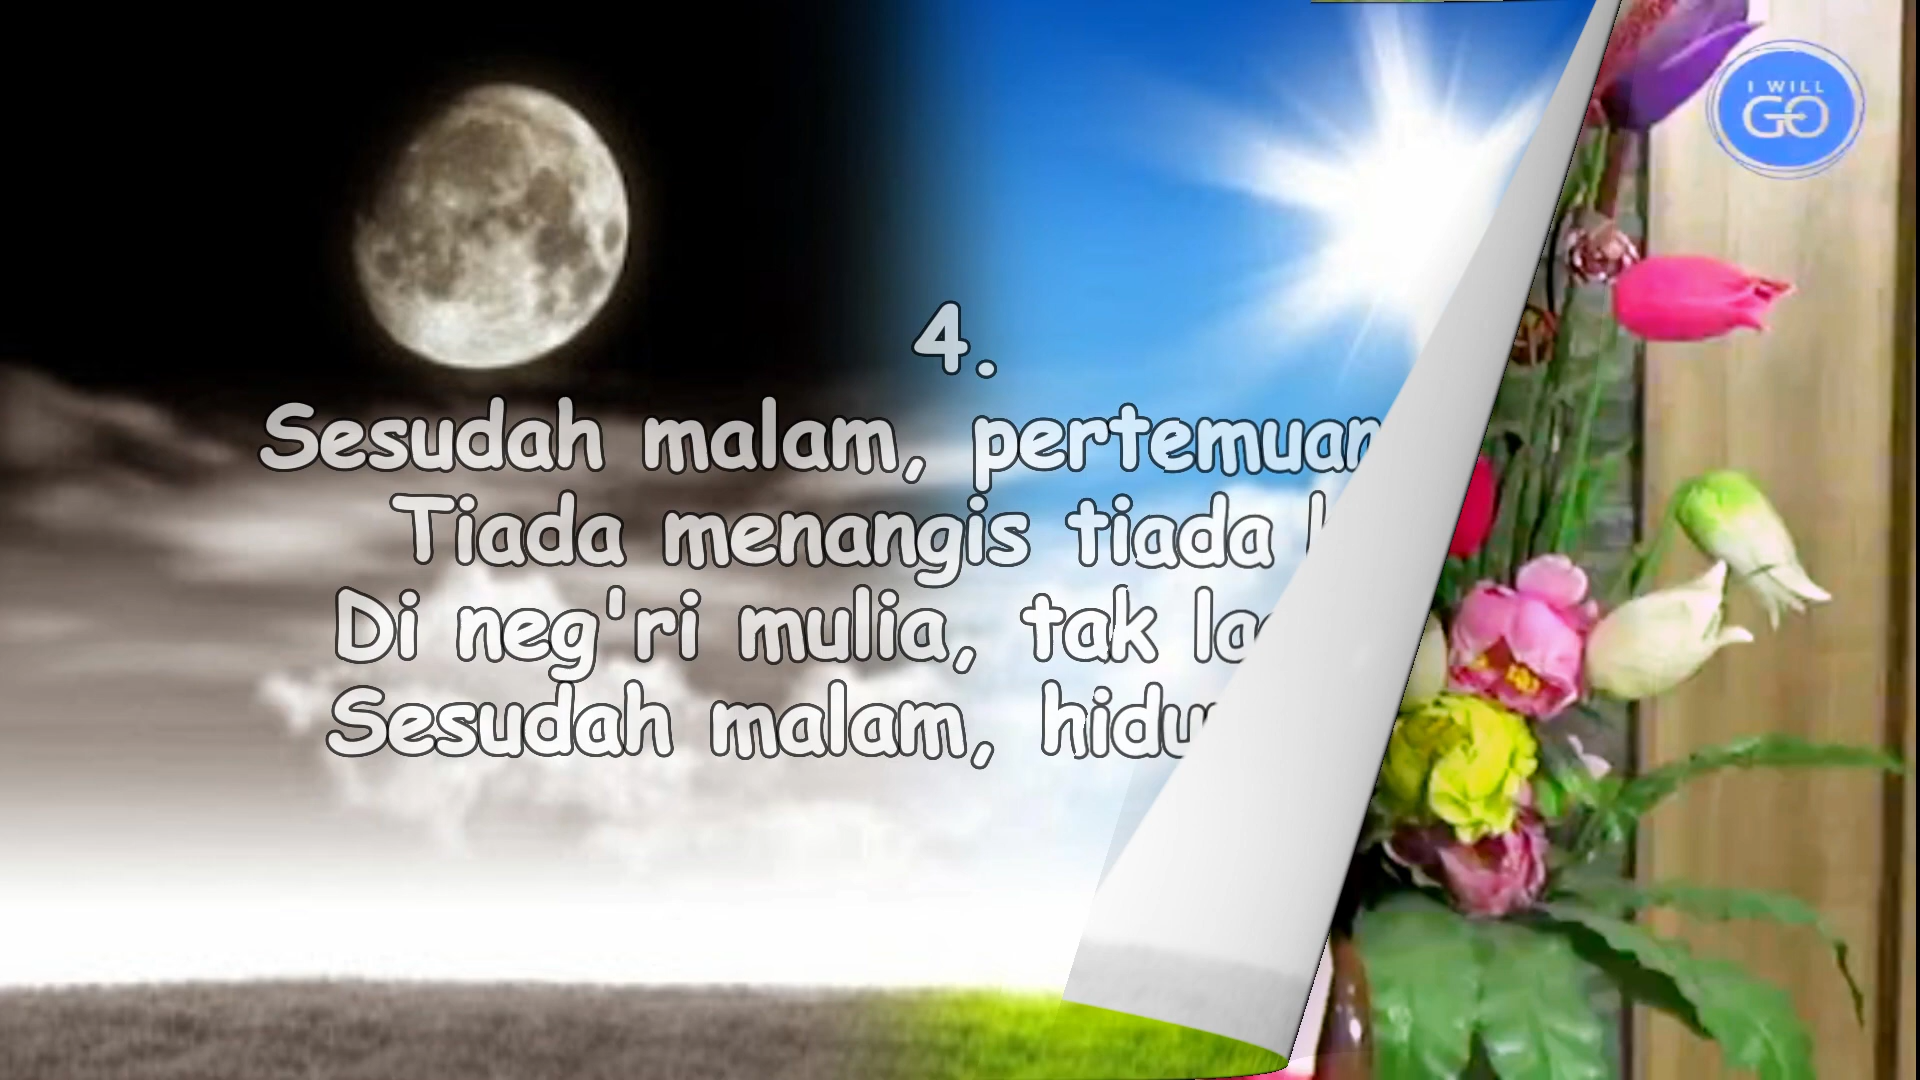 I WILL
GO
4.
Sesudah malam, pertemuan
Tiada menangis tiada
Di neg'ri mulia, tak
Sesudah malam,